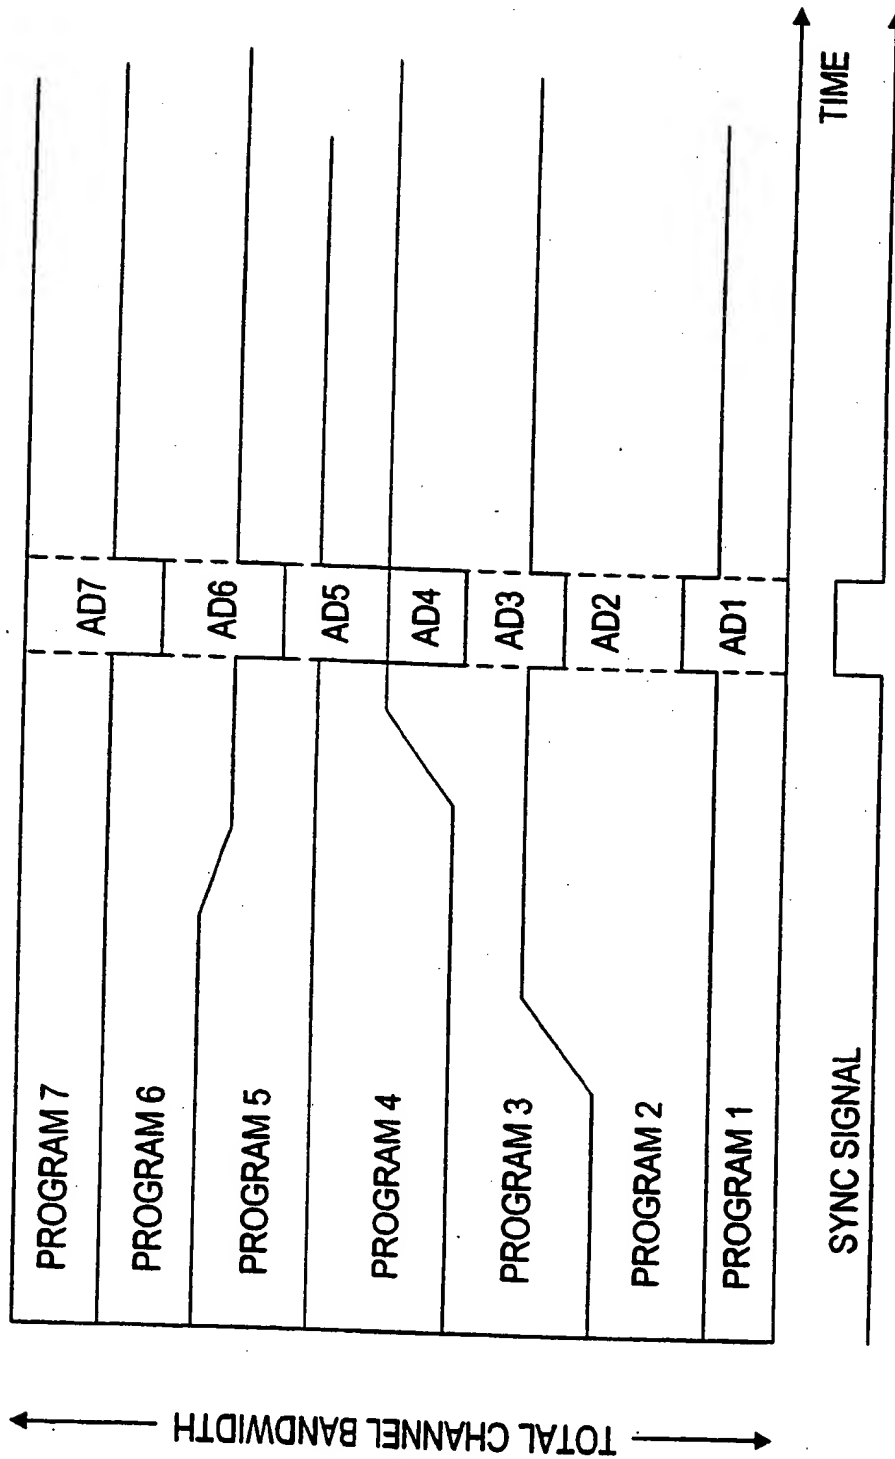 TOTAL CHANNEL BANDWIDTH
PROGRAM 7
PROGRAM 6
PROGRAM 5
PROGRAM 4
PROGRAM 3
PROGRAM 2
PROGRAM 1
AD7
AD6
AD5
AD4
AD3
AD2
AD1
TIME
SYNC SIGNAL